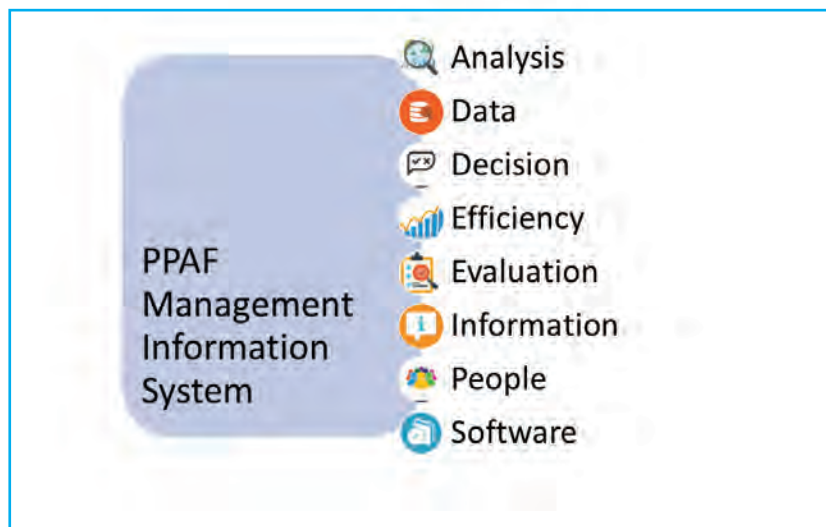 PPAF
Management
Information
System
Analysis
Data
Decision
Efficiency
Evaluation
Information
People
Software